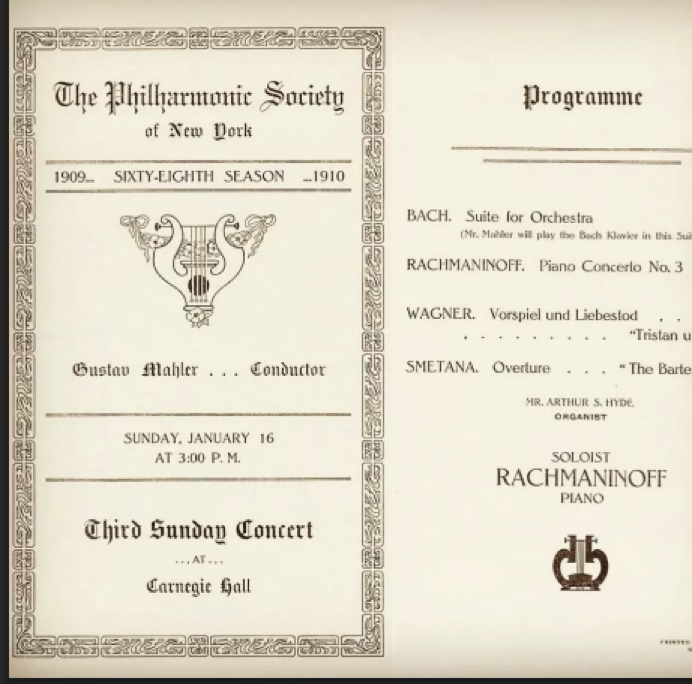 The Philharmonic Society
of New York
1909... SIXTY-EIGHTH SEASON ...1910
Gustav Mahler . . . Conductor
SUNDAY, JANUARY 16
AT 3:00 P. M.
Third Sunday Concert
...AT...
Carnegie Hall
Programme
BACH. Suite for Orchestra
(Mr. Mahler will play the Bach Klavier in this Sui
RACHMANINOFF. Piano Concerto No. 3
WAGNER. Vorspiel und Liebestod . .
. . . . . . . . . "Tristan u
SMETANA. Overture . . . "The Barte
MR. ARTHUR S. HYDE,
ORGANIST
SOLOIST
RACHMANINOFF
PIANO
PRINTED